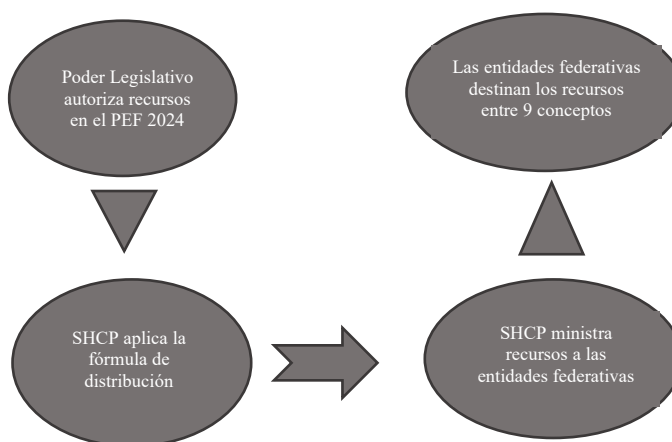 Poder Legislativo
autoriza recursos
en el PEF 2024
SHCP aplica la
fórmula de
distribución
SHCP ministra
recursos a las
entidades federativas
Las entidades federativas
destinan los recursos
entre 9 conceptos